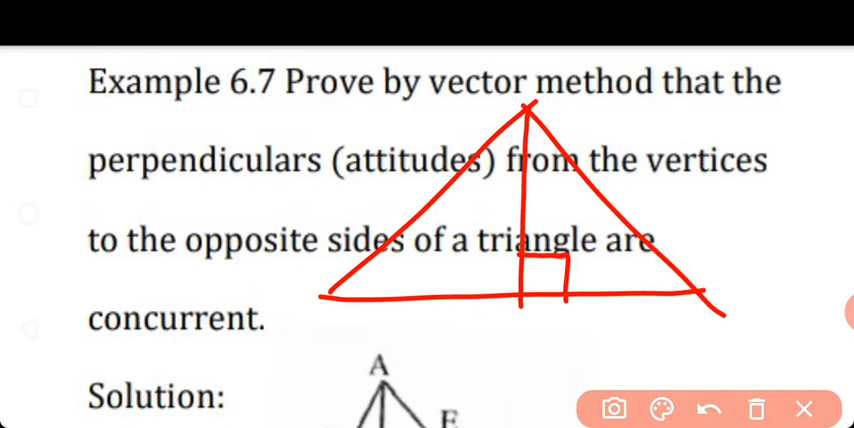 Example 6.7 Prove by vector method that the
perpendiculars (attitudes) from the vertices
to the opposite sides of a triangle are
concurrent.
Solution:
A
E